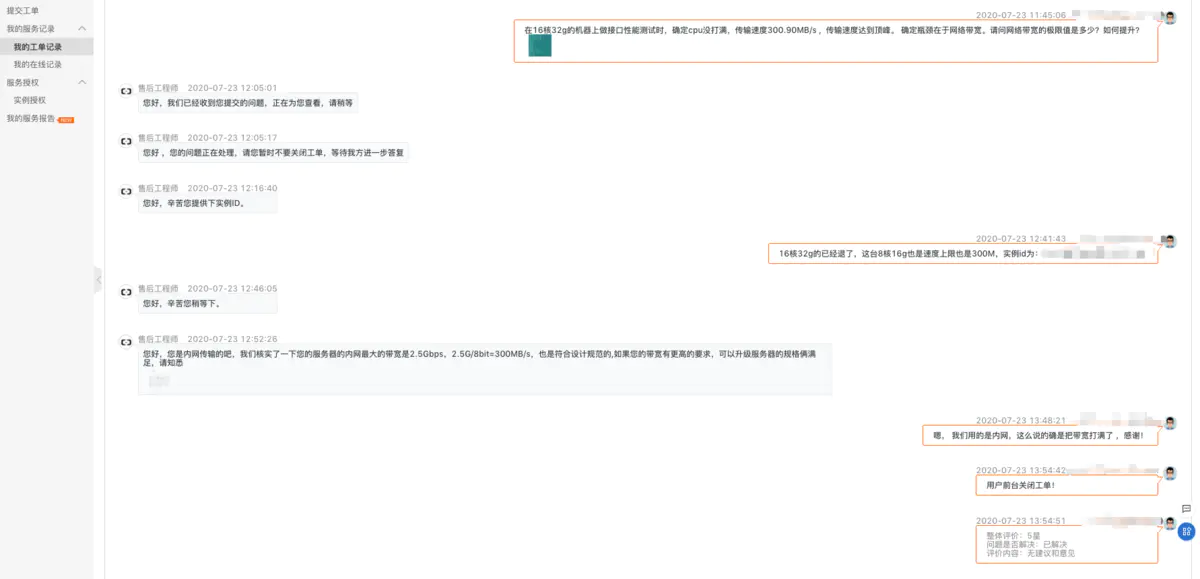 提交工单
我的服务记录
我的工单记录
我的在线记录
服务授权
实例授权
我的服务报告 NEW
2020-07-23 11:45:06
在16核32g的机器上做接口性能测试时，确定cpu没打满，传输速度300.90MB/s ，传输速度达到顶峰。 确定瓶颈在于网络带宽。请问网络带宽的极限值是多少？如何提升？
售后工程师 2020-07-23 12:05:01
您好，我们已经收到您提交的问题，正在为您查看，请稍等
售后工程师 2020-07-23 12:05:17
您好 ，您的问题正在处理，请您暂时不要关闭工单，等待我方进一步答复
售后工程师 2020-07-23 12:16:40
您好，辛苦您提供下实例ID。
2020-07-23 12:41:43
16核32g的已经退了，这台8核16g也是速度上限也是300M，实例id为：
售后工程师 2020-07-23 12:46:05
您好，辛苦您稍等下。
售后工程师 2020-07-23 12:52:26
您好，您是内网传输的吧，我们核实了一下您的服务器的内网最大的带宽是2.5Gbps，2.5G/8bit=300MB/s，也是符合设计规范的,如果您的带宽有更高的要求，可以升级服务器的规格俩满
足，请知悉
2020-07-23 13:48:21
嗯， 我们用的是内网，这么说的确是把带宽打满了 ，感谢！
2020-07-23 13:54:42
用户前台关闭工单！
2020-07-23 13:54:51
整体评价：5星
问题是否解决：已解决
评价内容：无建议和意见